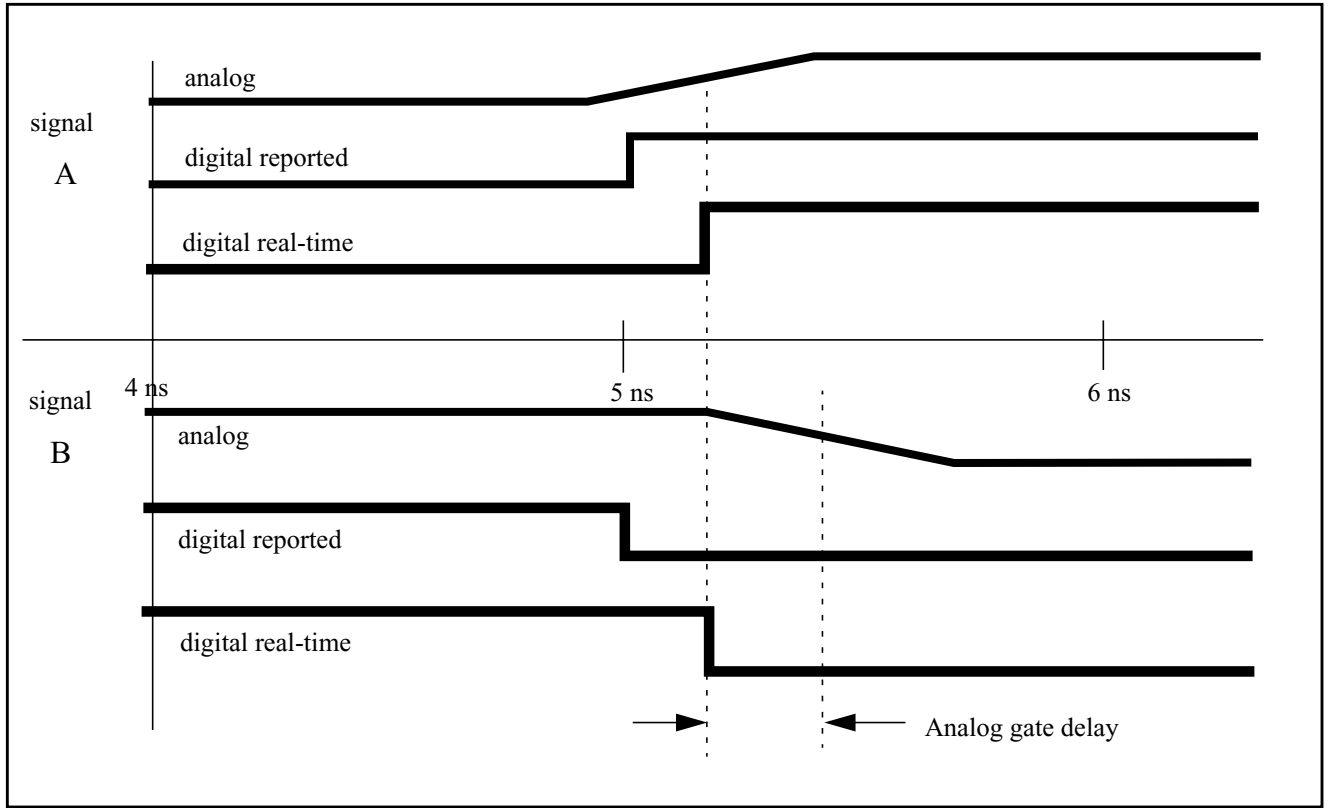 analog
signal
A
digital reported
digital real-time
4 ns
5 ns
6 ns
signal
B
analog
digital reported
digital real-time
Analog gate delay